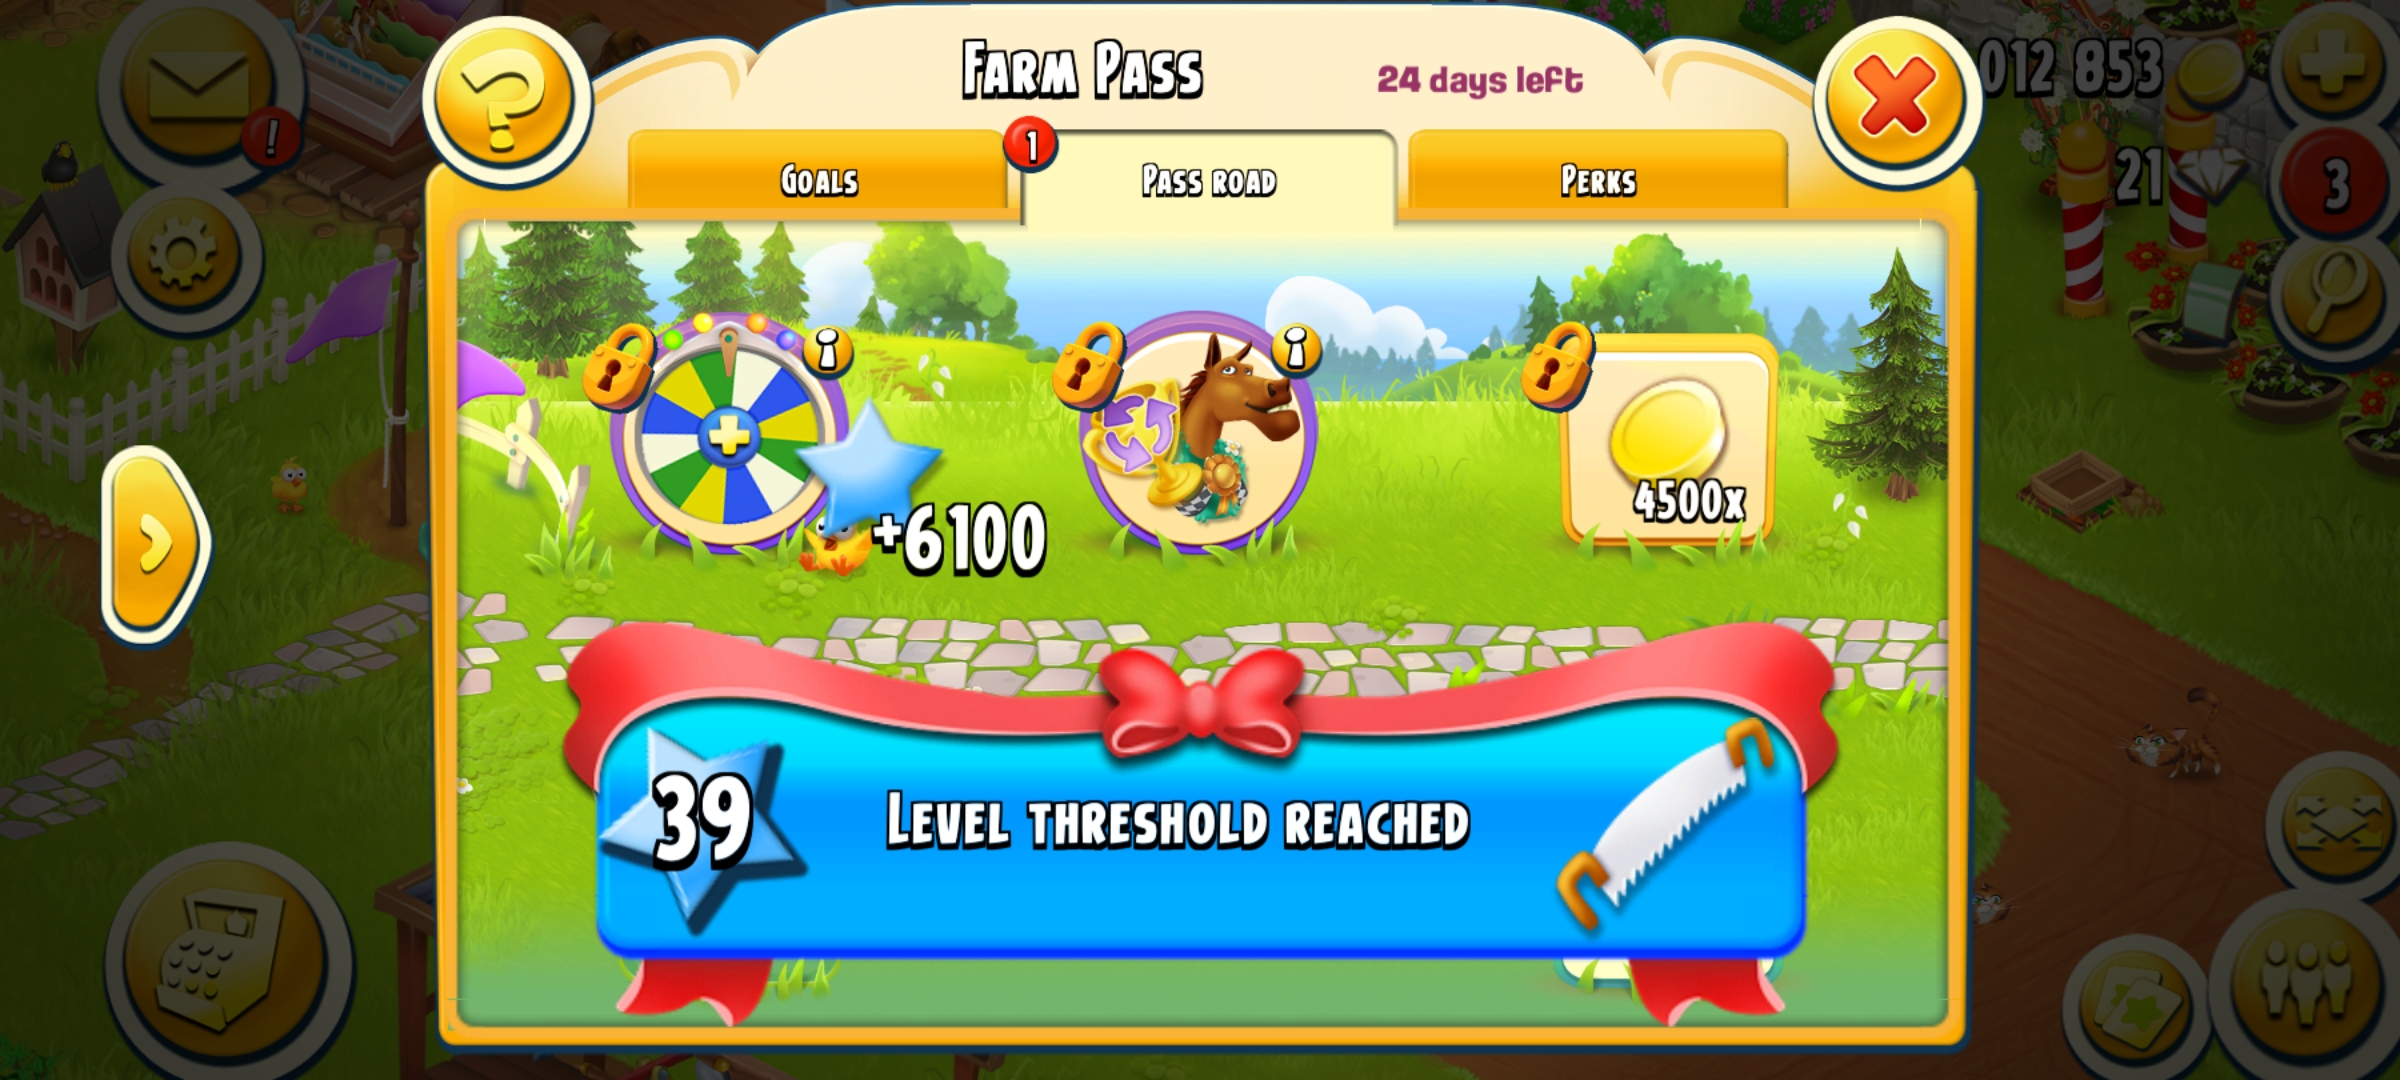 FARM PASS
24 days left
GOALS
1
PASS ROAD
PERKS
012 853
21
3
!
+6100
4500x
39
LEVEL THRESHOLD REACHED